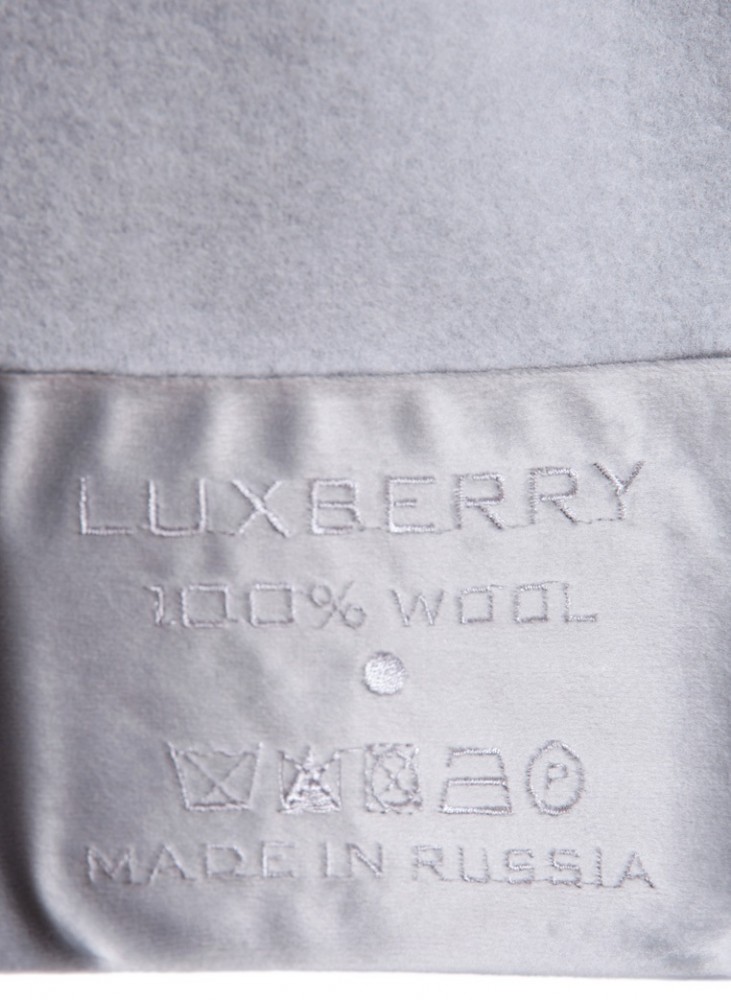 LUXBERRY
100% WOOL
P
MADE IN RUSSIA